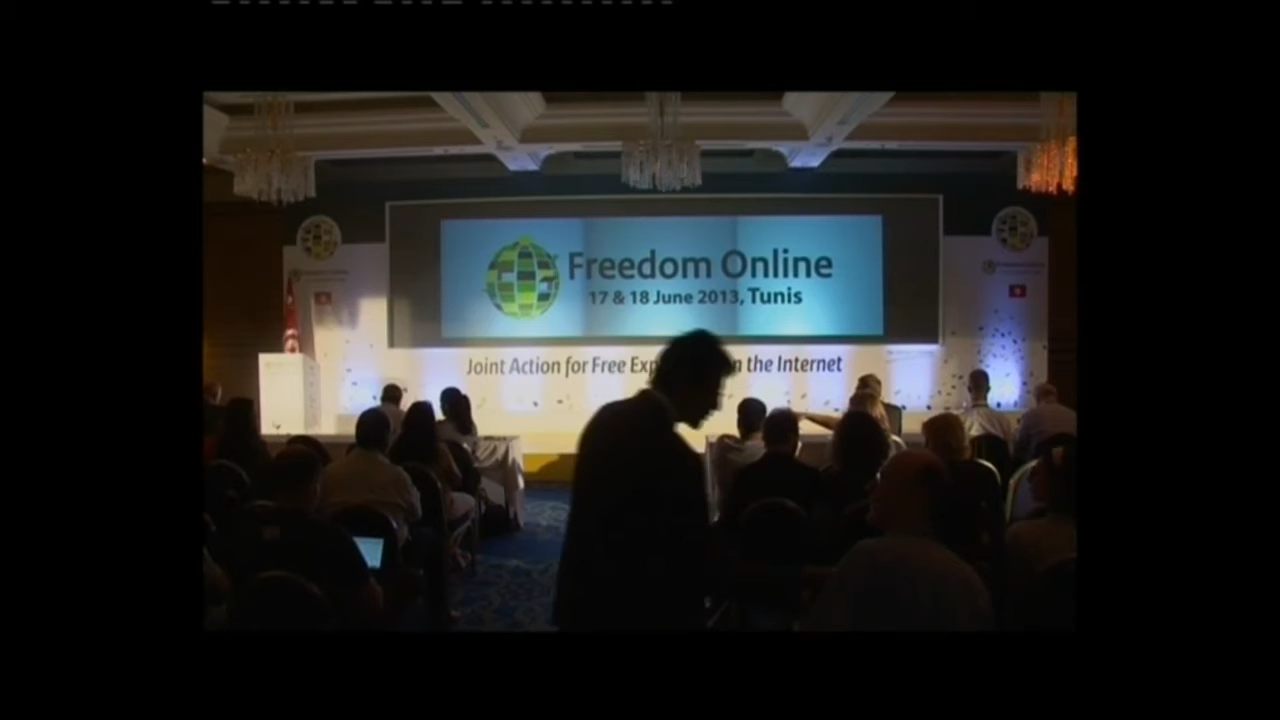 Freedom Online
17 & 18 June 2013, Tunis
Joint Action for Free the Internet